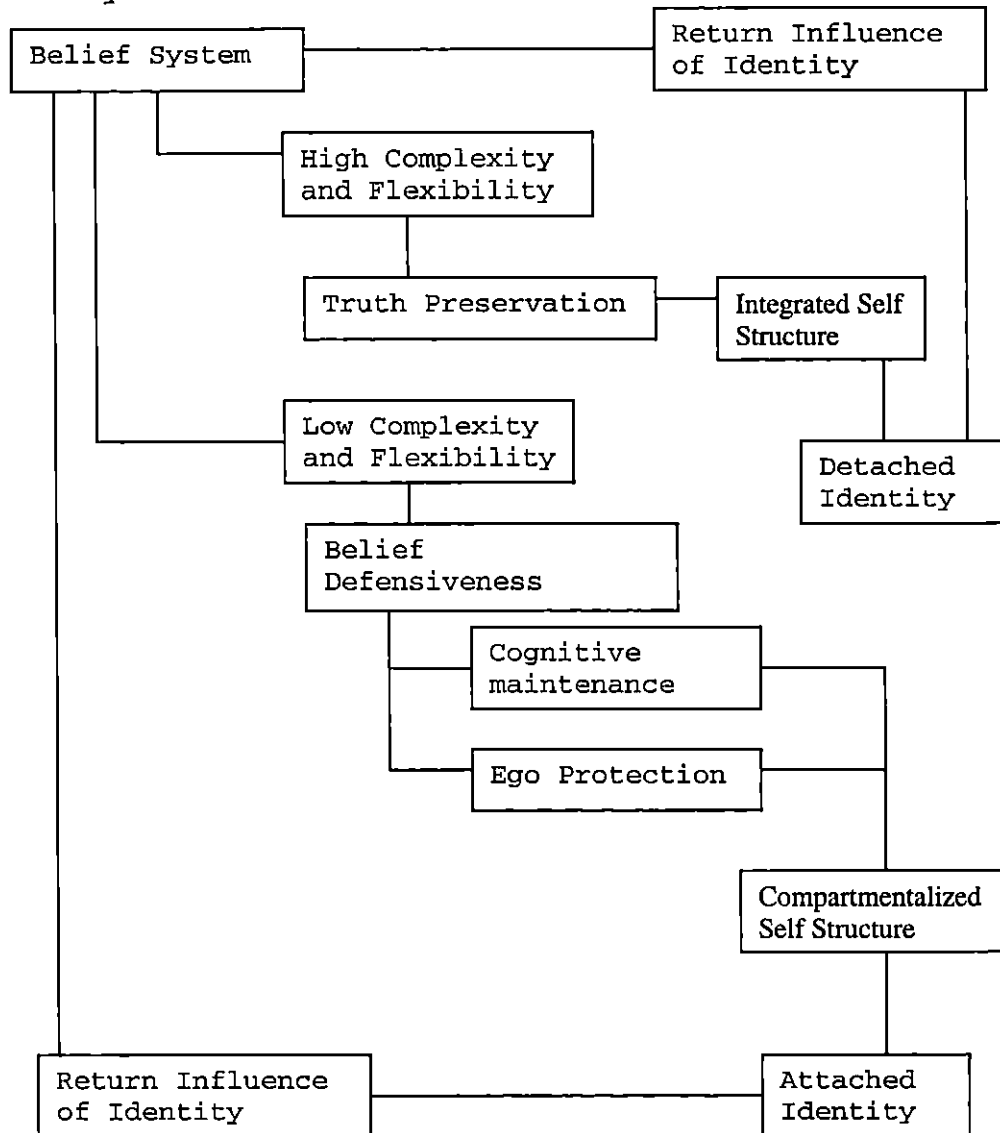 Belief System
Return Influence
of Identity
High Complexity
and Flexibility
Truth Preservation
Integrated Self
Structure
Low Complexity
and Flexibility
Detached
Identity
Belief
Defensiveness
Cognitive
maintenance
Ego Protection
Compartmentalized
Self Structure
Return Influence
of Identity
Attached
Identity